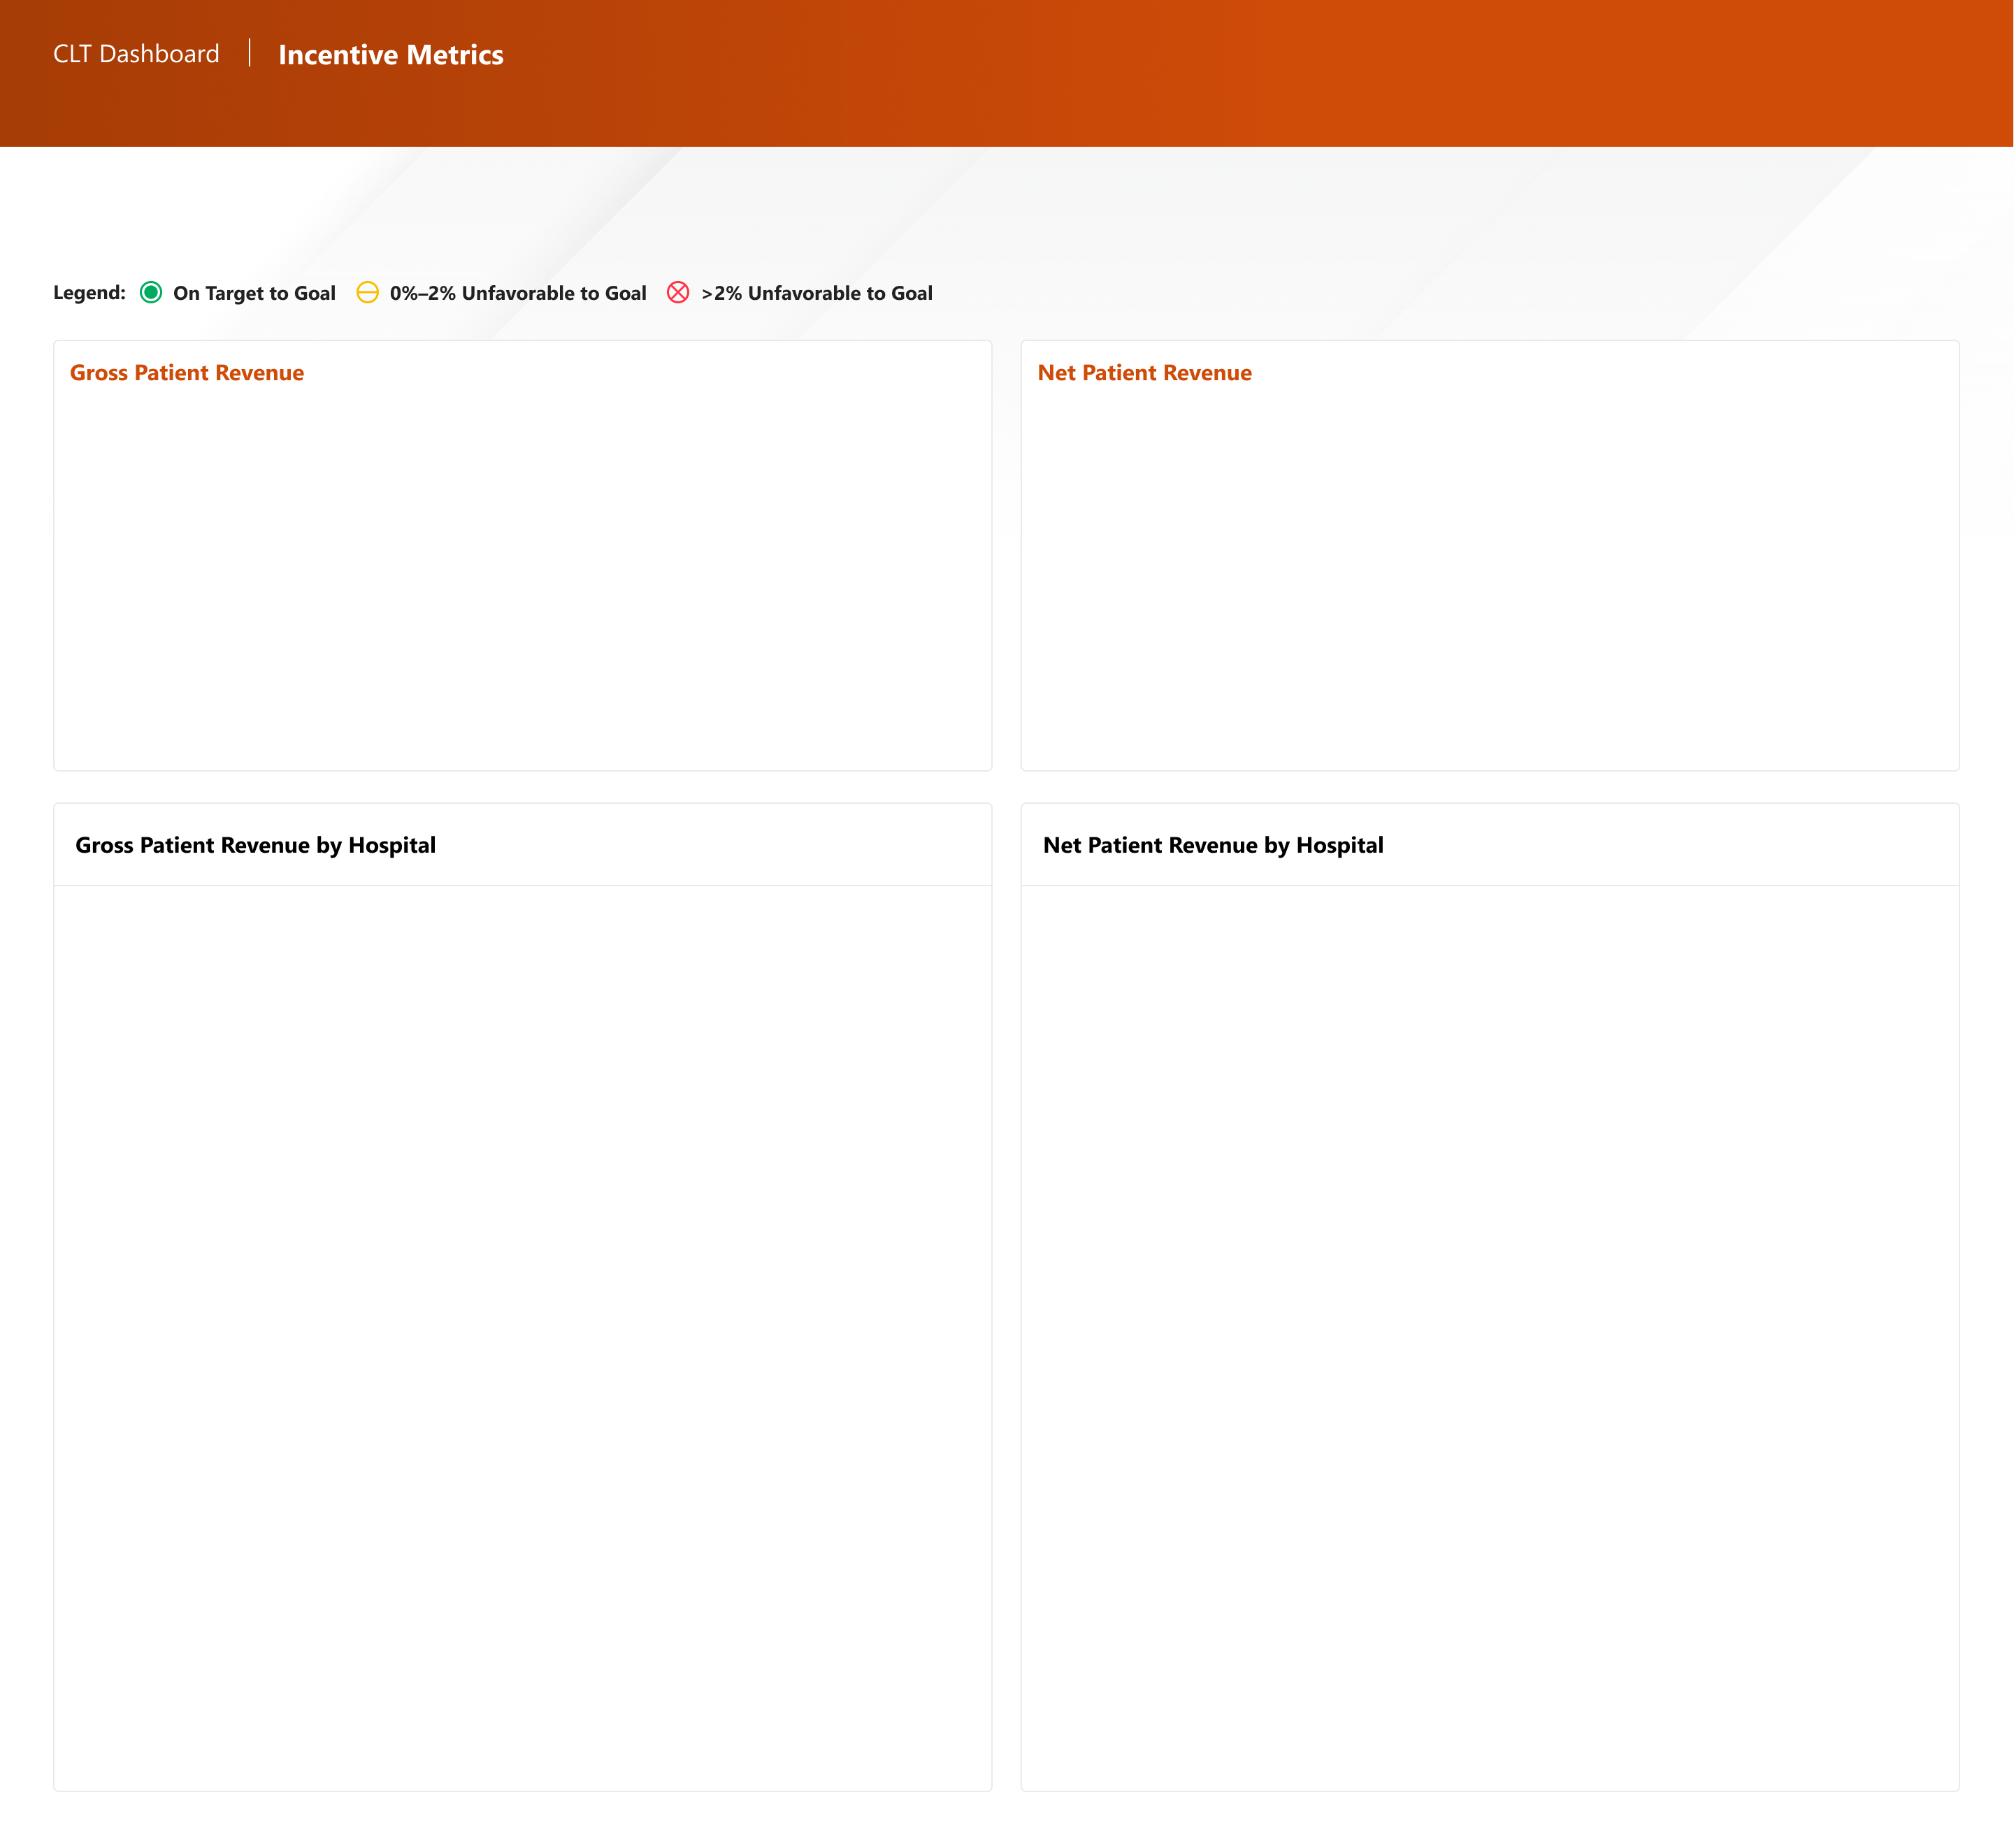 CLT Dashboard
Incentive Metrics
Legend: On Target to Goal 0%–2% Unfavorable to Goal >2% Unfavorable to Goal
Gross Patient Revenue
Net Patient Revenue
Gross Patient Revenue by Hospital
Net Patient Revenue by Hospital